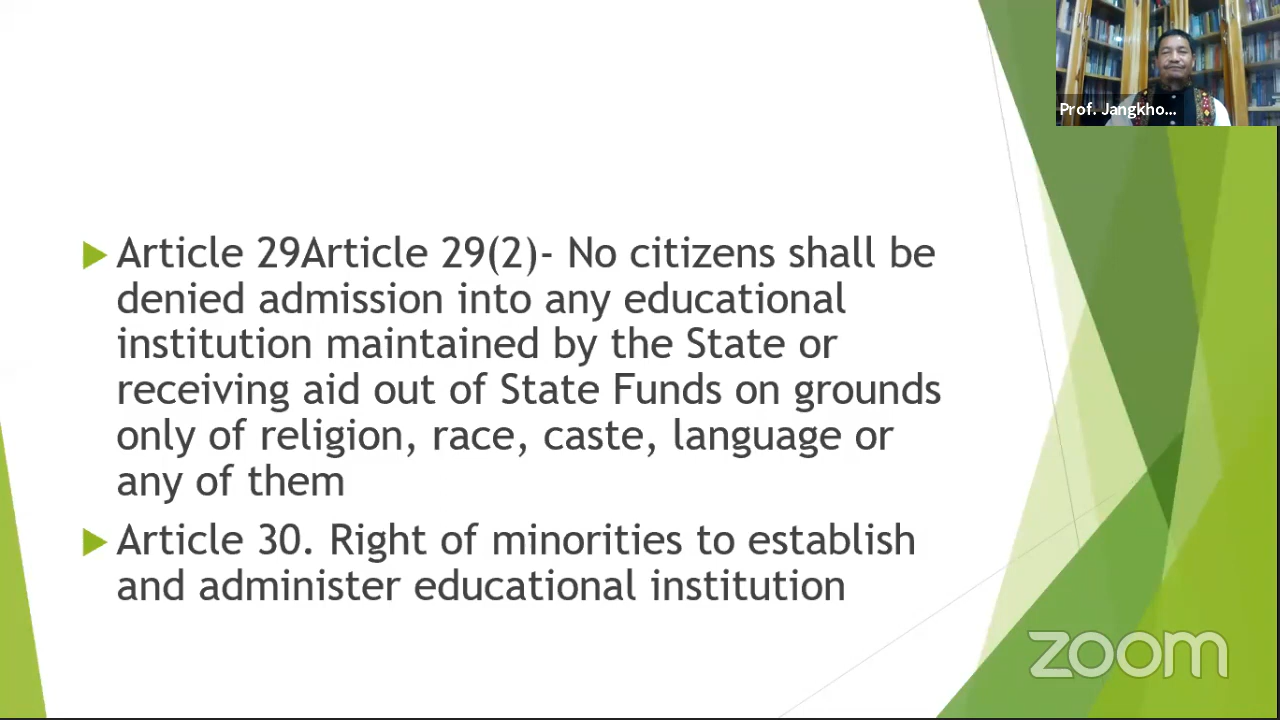 Prof. Jangkho...
Article 29Article 29(2)- No citizens shall be
denied admission into any educational
institution maintained by the State or
receiving aid out of State Funds on grounds
only of religion, race, caste, language or
any of them
Article 30. Right of minorities to establish
and administer educational institution
zoom